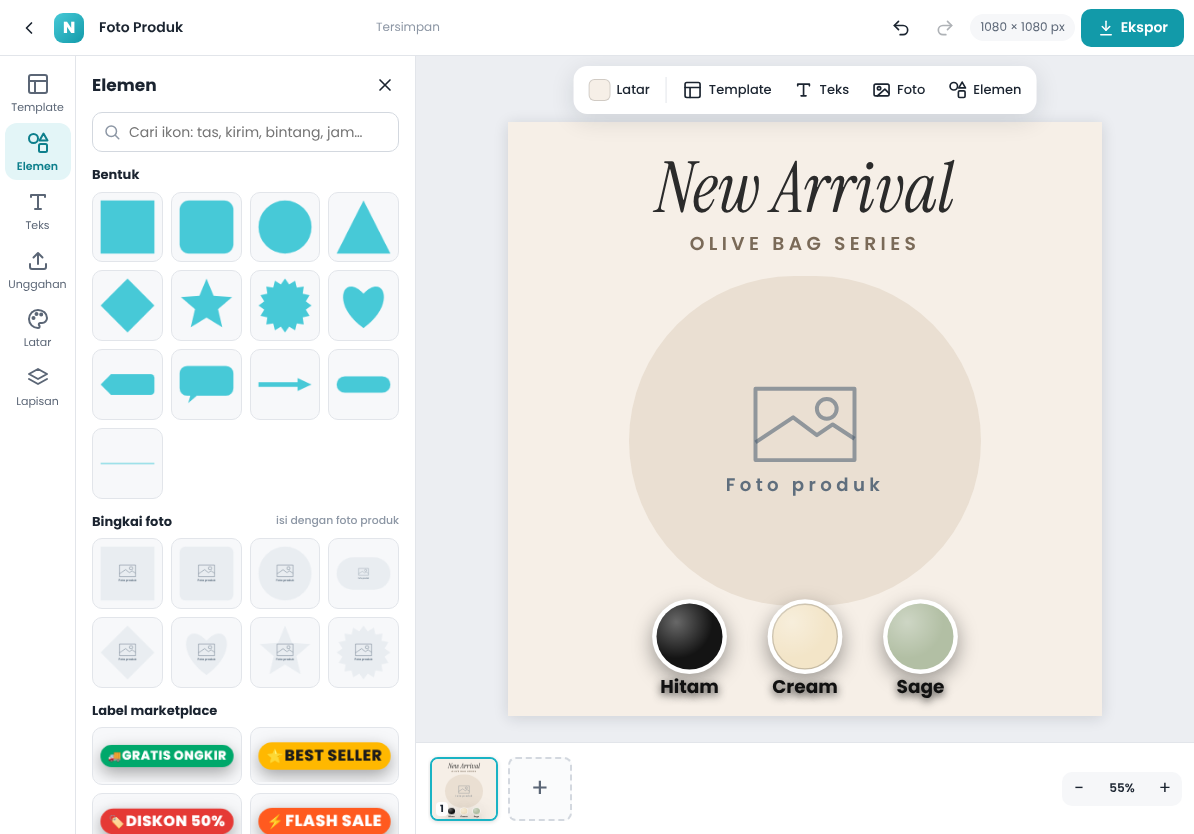 N
Foto Produk
Tersimpan
1080 × 1080 px
Ekspor
Template
Elemen
Teks
Unggahan
Latar
Lapisan
Elemen
Cari ikon: tas, kirim, bintang, jam…
Bentuk
Bingkai foto
isi dengan foto produk
Label marketplace
🚚GRATIS ONGKIR
⭐BEST SELLER
🏷️DISKON 50%
⚡FLASH SALE
Latar
Template
Teks
Foto
Elemen
New Arrival
OLIVE BAG SERIES
Foto produk
Hitam
Cream
Sage
New Arrival
1
+
− 55% +